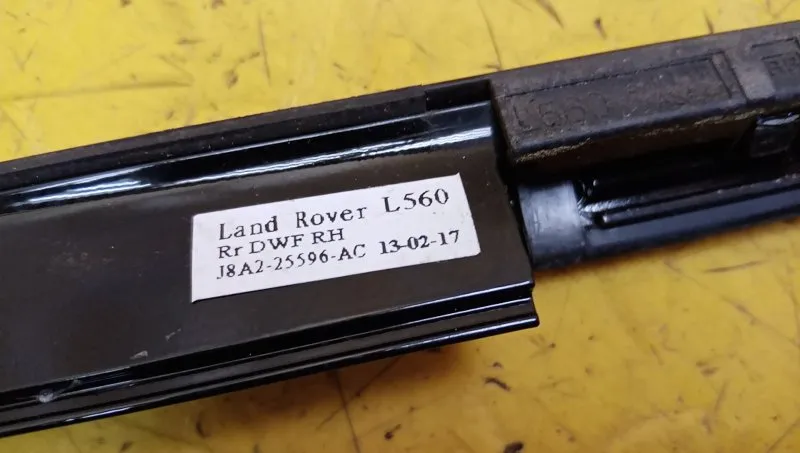 Land Rover L560
Rr DWF RH
J8A2-25596-AC 13-02-17